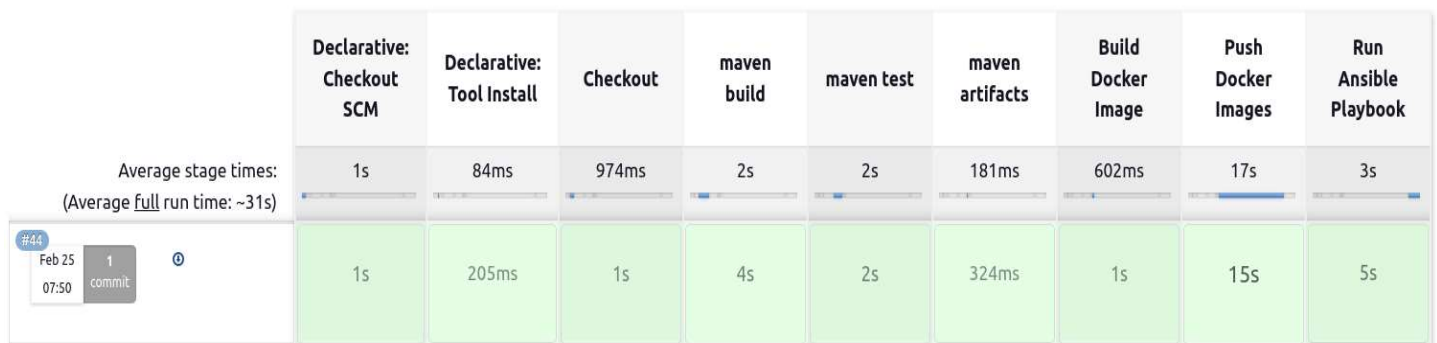 Declarative:
Checkout
SCM
Declarative:
Tool Install
Checkout
maven
build
maven test
maven
artifacts
Build
Docker
Image
Push
Docker
Images
Run
Ansible
Playbook
Average stage times:
(Average full run time: ~31s)
1s
84ms
974ms
2s
2s
181ms
602ms
17s
3s
#44
Feb 25
07:50
1
commit
1s
205ms
1s
4s
2s
324ms
1s
15s
5s